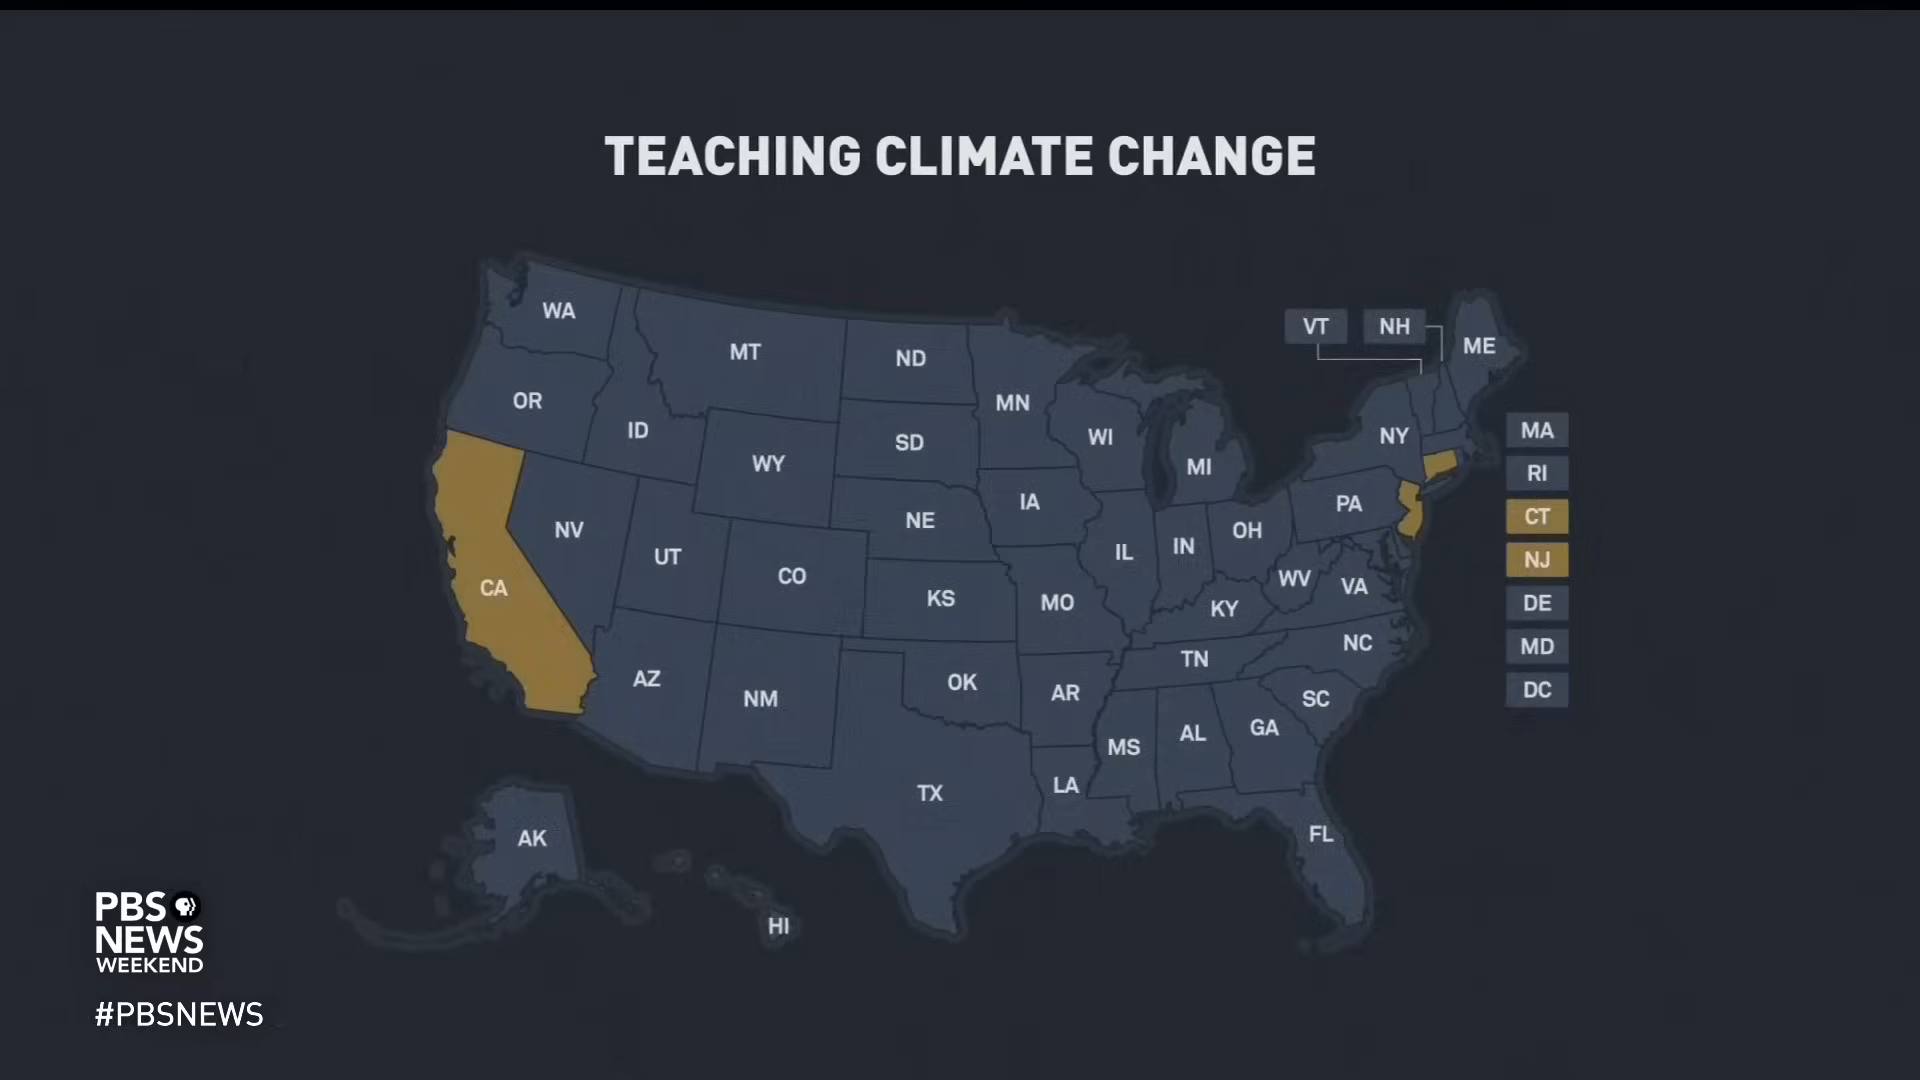 TEACHING CLIMATE CHANGE
WA
MT
ND
MN
VT
NH
ME
OR
ID
WY
SD
WI
MI
NY
MA
RI
CT
NJ
DE
MD
DC
NV
UT
CO
NE
IA
IL
IN
OH
PA
CA
KS
MO
KY
WV
VA
AZ
NM
OK
AR
TN
NC
SC
TX
LA
MS
AL
GA
FL
AK
HI
PBS
NEWS
WEEKEND
#PBSNEWS